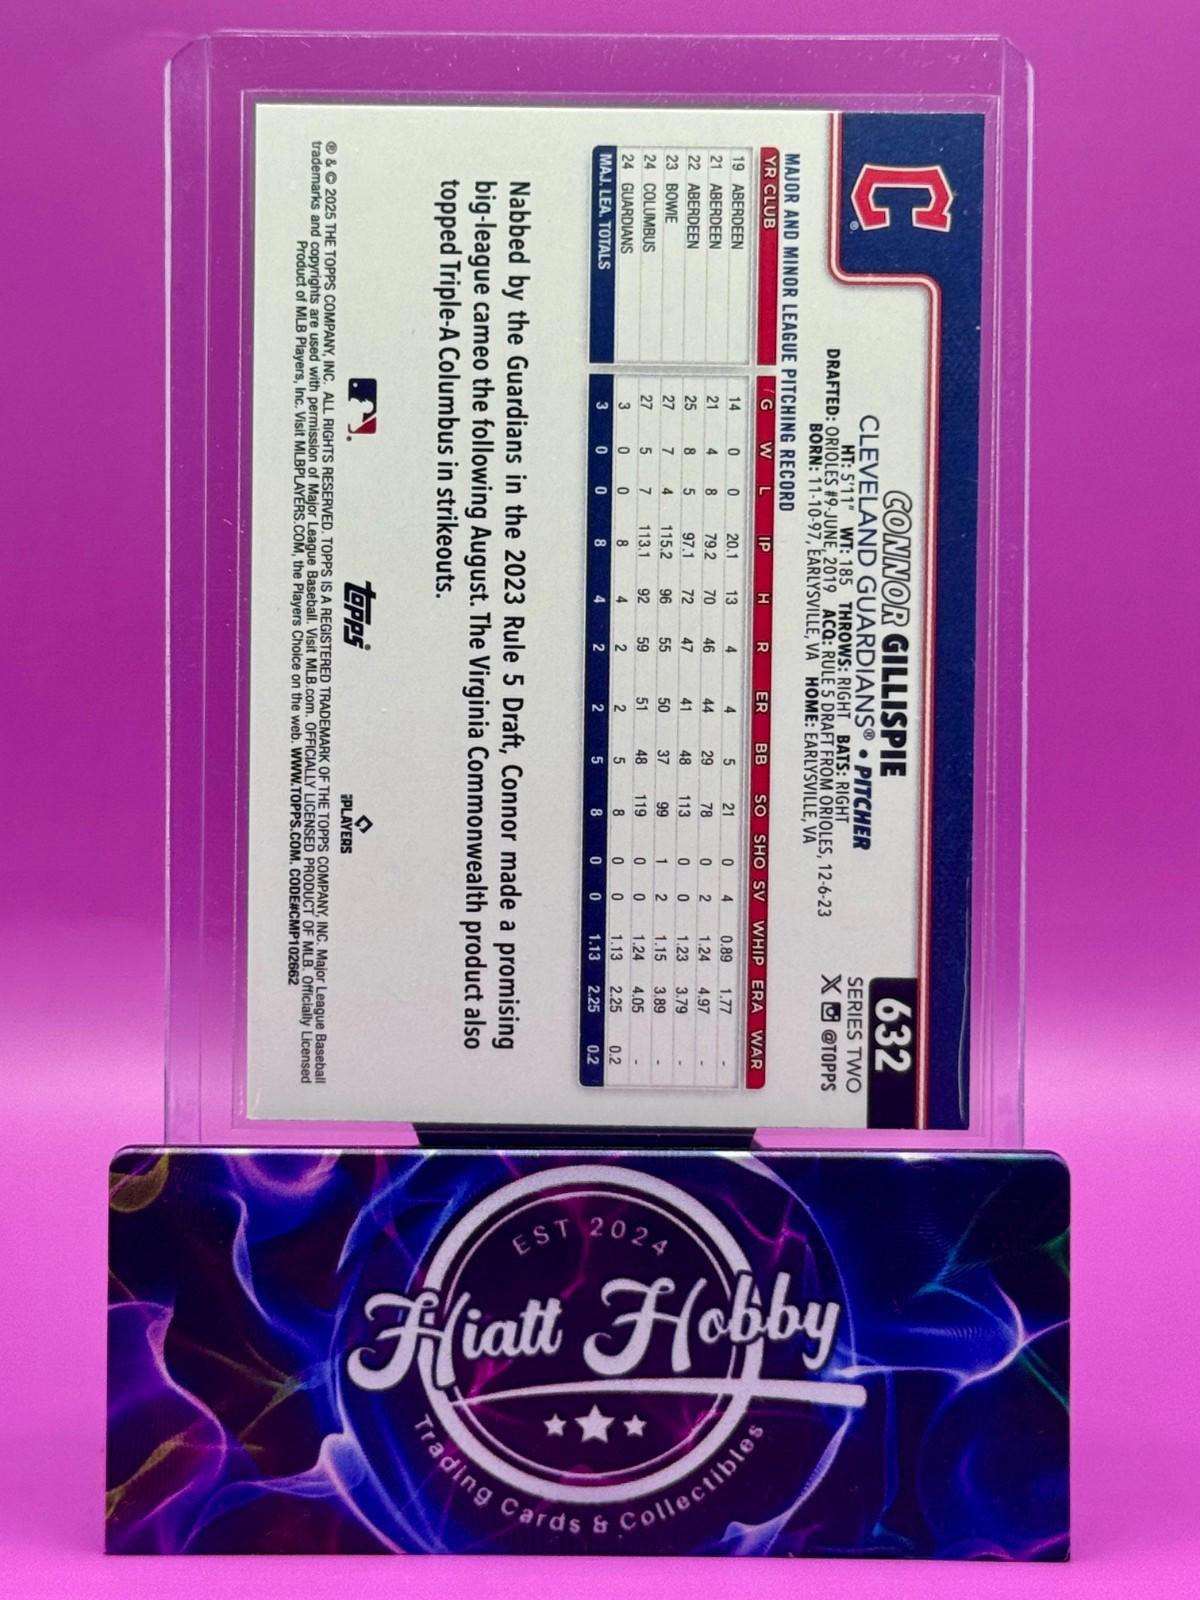 C
CONNOR GILLISPIE
CLEVELAND GUARDIANS® • PITCHER
HT: 5'11" WT: 185 THROWS: RIGHT BATS: RIGHT
DRAFTED: ORIOLES #9-JUNE, 2019 ACQ: RULE 5 DRAFT FROM ORIOLES, 12-6-23
BORN: 11-10-97, EARLYSVILLE, VA HOME: EARLYSVILLE, VA
632
SERIES TWO
X @TOPPS
MAJOR AND MINOR LEAGUE PITCHING RECORD
YR CLUB G W L IP H R ER BB SO SHO SV WHIP ERA WAR
19 ABERDEEN 14 0 0 20.1 13 4 4 5 21 0 4 0.89 1.77 -
21 ABERDEEN 21 4 8 79.2 70 46 44 29 78 0 2 1.24 4.97 -
22 ABERDEEN 25 8 5 97.1 72 47 41 48 113 0 0 1.23 3.79 -
23 BOWIE 27 7 4 115.2 96 55 50 37 99 1 2 1.15 3.89 -
24 COLUMBUS 27 5 7 113.1 92 59 51 48 119 0 0 1.24 4.05 -
24 GUARDIANS 3 0 0 8 4 2 2 5 8 0 0 1.13 2.25 0.2
MAJ. LEA. TOTALS 3 0 0 8 4 2 2 5 8 0 0 1.13 2.25 0.2
Nabbed by the Guardians in the 2023 Rule 5 Draft, Connor made a promising
big-league cameo the following August. The Virginia Commonwealth product also
topped Triple-A Columbus in strikeouts.
topps®
PLAYERS
® & © 2025 THE TOPPS COMPANY, INC. ALL RIGHTS RESERVED. TOPPS IS A REGISTERED TRADEMARK OF THE TOPPS COMPANY, INC. Major League Baseball
trademarks and copyrights are used with permission of Major League Baseball. Visit MLB.com. OFFICIALLY LICENSED PRODUCT OF MLB. Officially Licensed
Product of MLB Players, Inc. Visit MLBPLAYERS.COM, the Players Choice on the web. WWW.TOPPS.COM. CODE#CMP102662
EST 2024
Hiatt Hobby
Trading Cards & Collectibles